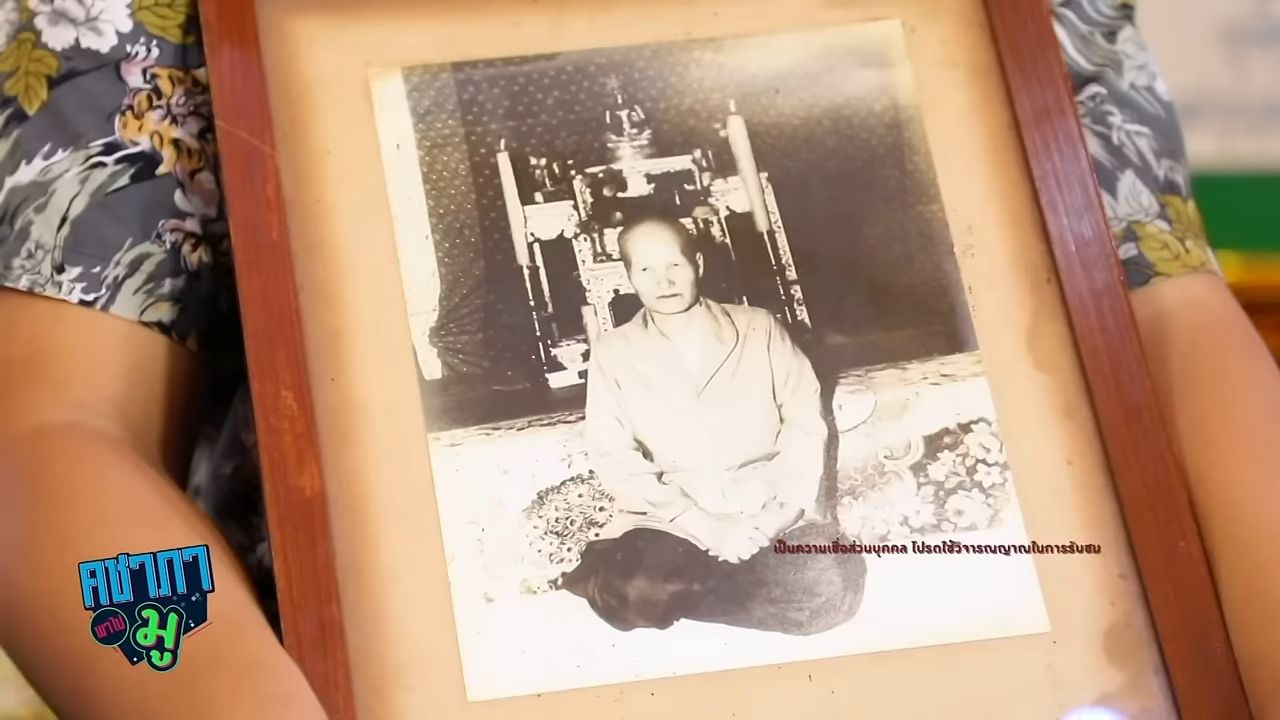 เป็นความเชื่อส่วนบุคคล โปรดใช้วิจารณญาณในการรับชม
คชาภา
พาไป
มู